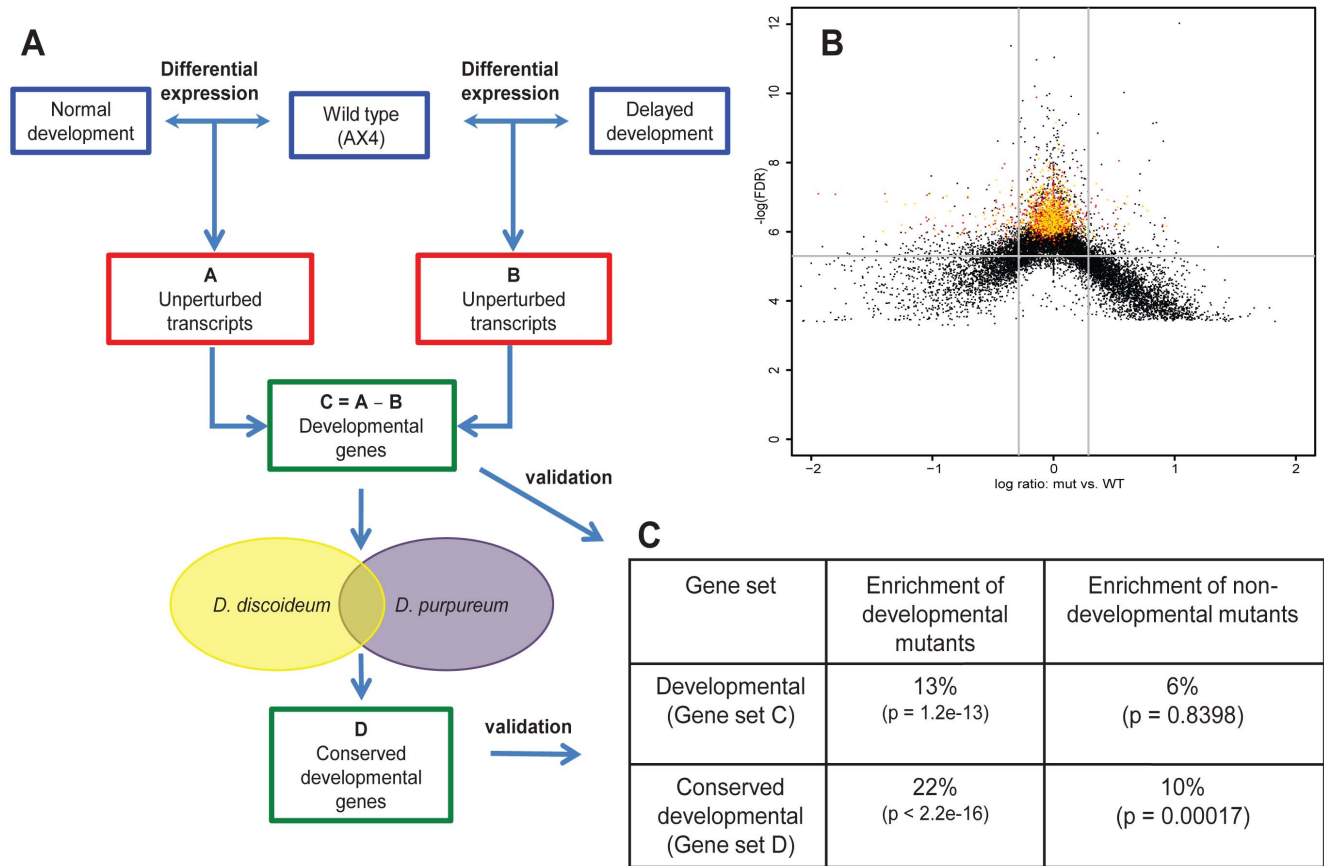 A
Differential
expression
Differential
expression
Normal
development
Wild type
(AX4)
Delayed
development
A
Unperturbed
transcripts
B
Unperturbed
transcripts
C = A – B
Developmental
genes
validation
D. discoideum
D. purpureum
D
Conserved
developmental
genes
validation
B
-log(FDR)
12
10
8
6
4
2
0
-2
-1
0
1
2
log ratio: mut vs. WT
C
Gene set
Enrichment of
developmental
mutants
Enrichment of non-
developmental mutants
Developmental
(Gene set C)
13%
(p = 1.2e-13)
6%
(p = 0.8398)
Conserved
developmental
(Gene set D)
22%
(p < 2.2e-16)
10%
(p = 0.00017)